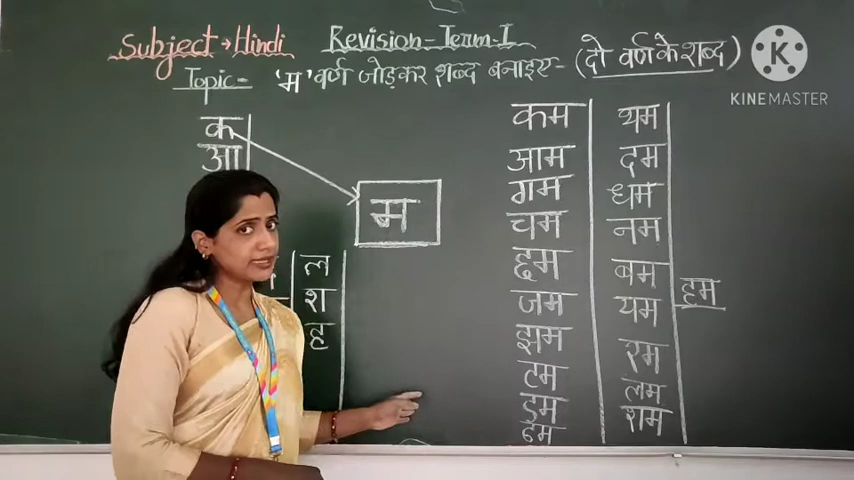 Subject→Hindi
Revision-Term-I
Topic:- 'म' वर्ण जोड़कर शब्द बनाइए- (दो वर्ण के शब्द)
K
KINEMASTER
क
आ
म
ल
श
ह
कम
आम
गम
चम
छम
जम
झम
टम
डम
ढम
थम
दम
धम
नम
बम
यम
रम
लम
शम
हम